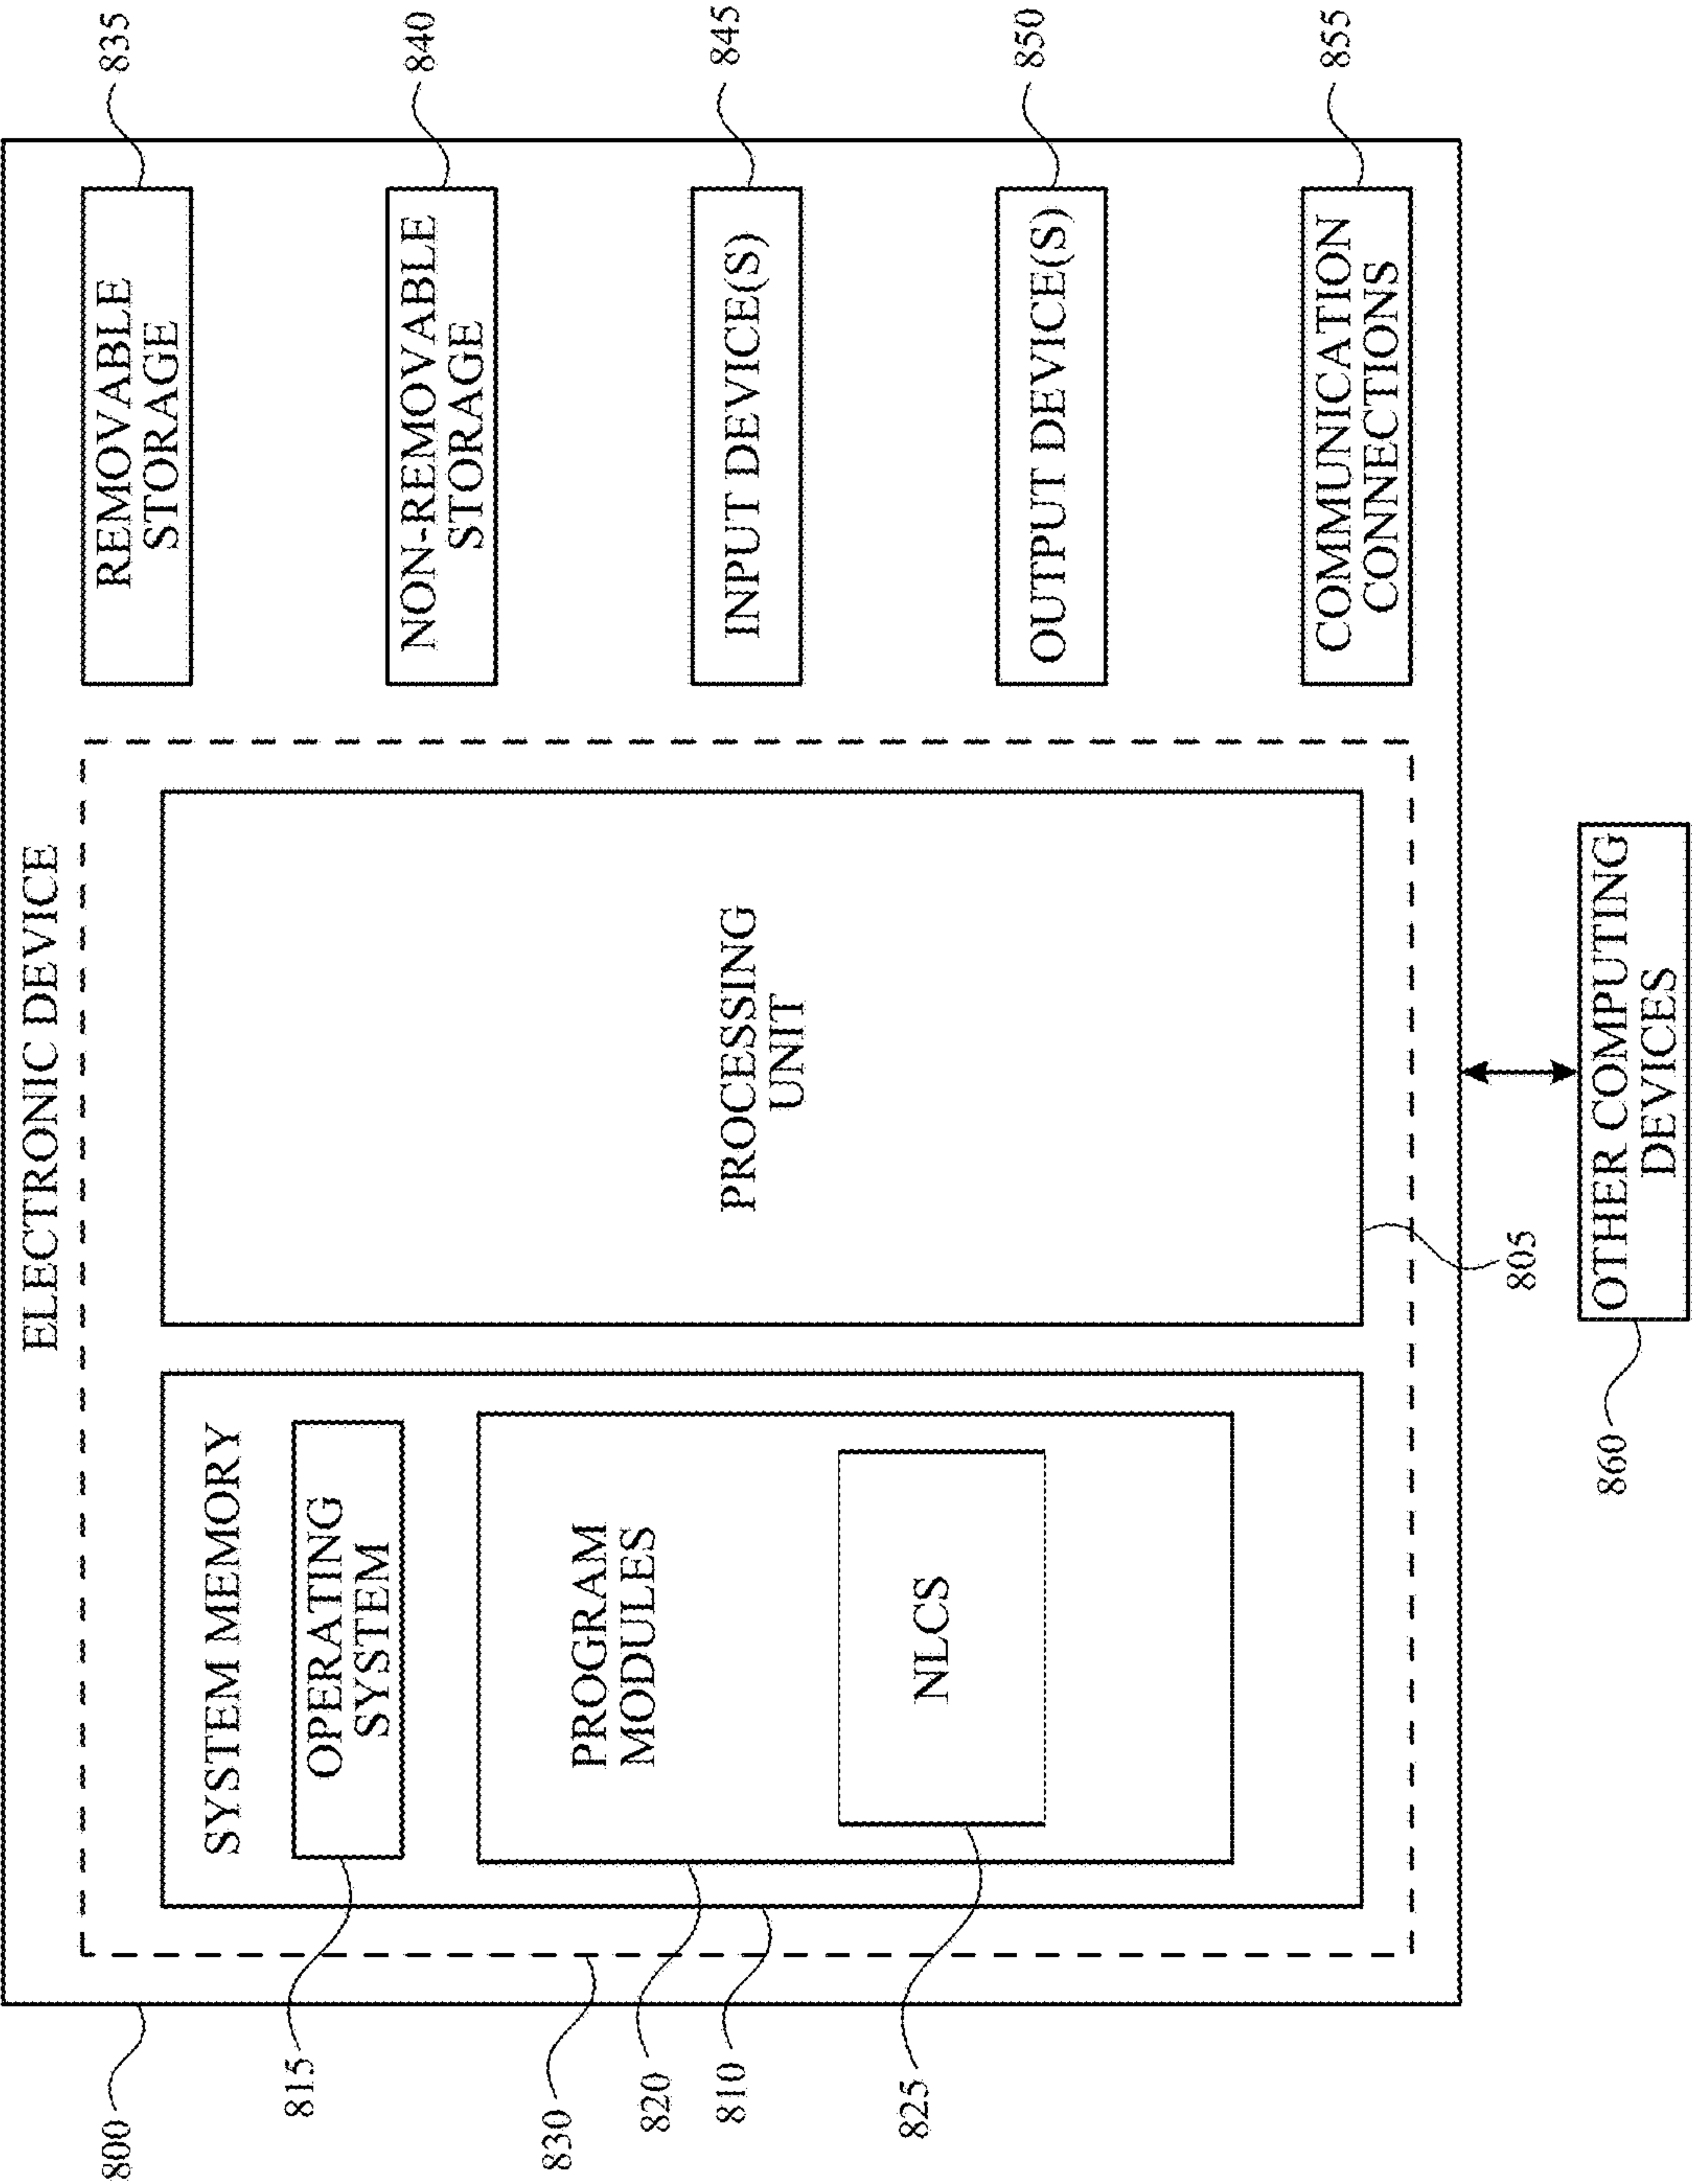 ELECTRONIC DEVICE
800
SYSTEM MEMORY
OPERATING
SYSTEM
815
830
PROGRAM
MODULES
820
810
NLCS
825
PROCESSING
UNIT
805
REMOVABLE
STORAGE
835
NON-REMOVABLE
STORAGE
840
INPUT DEVICE(S)
845
OUTPUT DEVICE(S)
850
COMMUNICATION
CONNECTIONS
855
OTHER COMPUTING
DEVICES
860